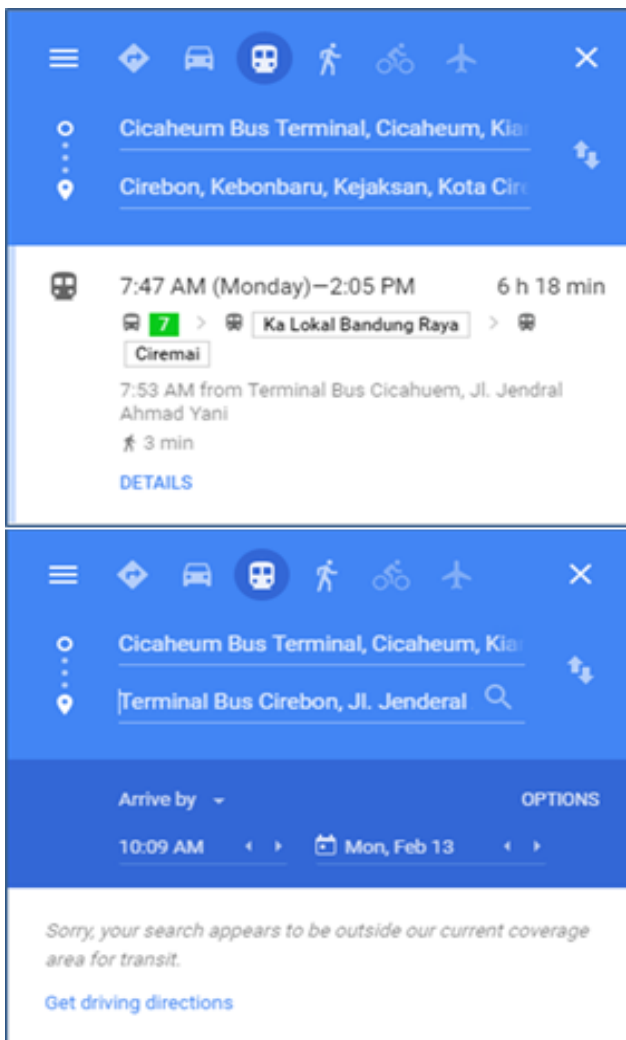 Cicaheum Bus Terminal, Cicaheum, Kia
Cirebon, Kebonbaru, Kejaksan, Kota Cire
7:47 AM (Monday)–2:05 PM 6 h 18 min
7 > Ka Lokal Bandung Raya >
Ciremai
7:53 AM from Terminal Bus Cicahuem, Jl. Jendral
Ahmad Yani
3 min
DETAILS
Cicaheum Bus Terminal, Cicaheum, Kia
Terminal Bus Cirebon, Jl. Jenderal
Arrive by OPTIONS
10:09 AM Mon, Feb 13
Sorry, your search appears to be outside our current coverage
area for transit.
Get driving directions